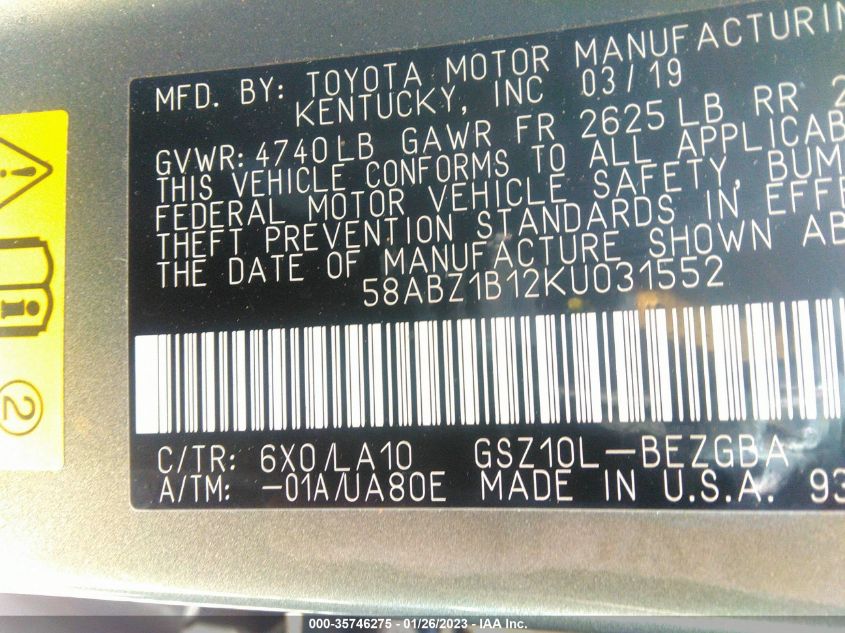 MFD. BY: TOYOTA MOTOR MANUFACTURIN
KENTUCKY, INC 03/19
GVWR: 4740LB GAWR FR 2625LB RR 2
THIS VEHICLE CONFORMS TO ALL APPLICAB
FEDERAL MOTOR VEHICLE SAFETY, BUM
THEFT PREVENTION STANDARDS IN EFFE
THE DATE OF MANUFACTURE SHOWN AB
58ABZ1B12KU031552
C/TR: 6X0/LA10 GSZ10L-BEZGBA
A/TM: -01A/UA80E MADE IN U.S.A. 93
2
000-35746275 - 01/26/2023 - IAA Inc.